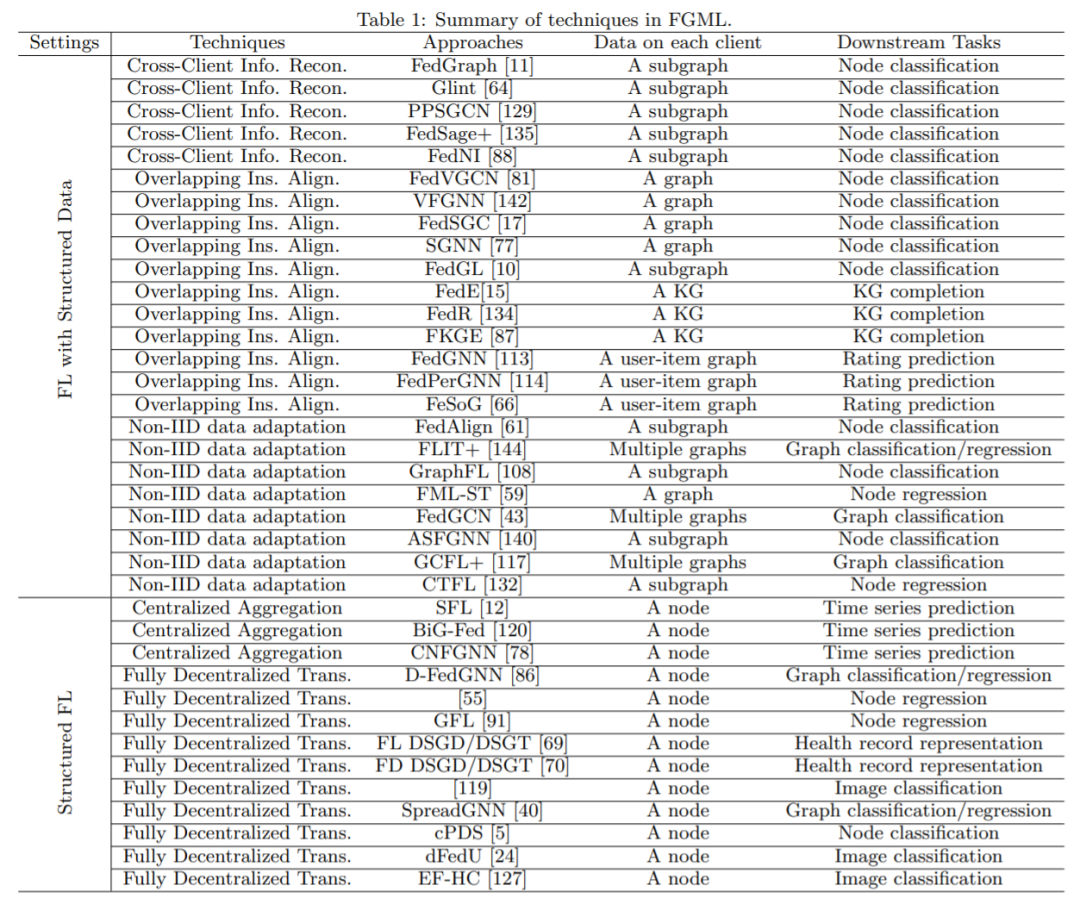 Table 1: Summary of techniques in FGML.
Settings Techniques Approaches Data on each client Downstream Tasks
FL with Structured Data
Cross-Client Info. Recon. FedGraph [11] A subgraph Node classification
Cross-Client Info. Recon. Glint [64] A subgraph Node classification
Cross-Client Info. Recon. PPSGCN [129] A subgraph Node classification
Cross-Client Info. Recon. FedSage+ [135] A subgraph Node classification
Cross-Client Info. Recon. FedNI [88] A subgraph Node classification
Overlapping Ins. Align. FedVGCN [81] A graph Node classification
Overlapping Ins. Align. VFGNN [142] A graph Node classification
Overlapping Ins. Align. FedSGC [17] A graph Node classification
Overlapping Ins. Align. SGNN [77] A graph Node classification
Overlapping Ins. Align. FedGL [10] A subgraph Node classification
Overlapping Ins. Align. FedE[15] A KG KG completion
Overlapping Ins. Align. FedR [134] A KG KG completion
Overlapping Ins. Align. FKGE [87] A KG KG completion
Overlapping Ins. Align. FedGNN [113] A user-item graph Rating prediction
Overlapping Ins. Align. FedPerGNN [114] A user-item graph Rating prediction
Overlapping Ins. Align. FeSoG [66] A user-item graph Rating prediction
Non-IID data adaptation FedAlign [61] A subgraph Node classification
Non-IID data adaptation FLIT+ [144] Multiple graphs Graph classification/regression
Non-IID data adaptation GraphFL [108] A subgraph Node classification
Non-IID data adaptation FML-ST [59] A graph Node regression
Non-IID data adaptation FedGCN [43] Multiple graphs Graph classification
Non-IID data adaptation ASFGNN [140] A subgraph Node classification
Non-IID data adaptation GCFL+ [117] Multiple graphs Graph classification
Non-IID data adaptation CTFL [132] A subgraph Node regression
Structured FL
Centralized Aggregation SFL [12] A node Time series prediction
Centralized Aggregation BiG-Fed [120] A node Time series prediction
Centralized Aggregation CNFGNN [78] A node Time series prediction
Fully Decentralized Trans. D-FedGNN [86] A node Graph classification/regression
Fully Decentralized Trans. [55] A node Node regression
Fully Decentralized Trans. GFL [91] A node Node regression
Fully Decentralized Trans. FL DSGD/DSGT [69] A node Health record representation
Fully Decentralized Trans. FD DSGD/DSGT [70] A node Health record representation
Fully Decentralized Trans. [119] A node Image classification
Fully Decentralized Trans. SpreadGNN [40] A node Graph classification/regression
Fully Decentralized Trans. cPDS [5] A node Node classification
Fully Decentralized Trans. dFedU [24] A node Image classification
Fully Decentralized Trans. EF-HC [127] A node Image classification